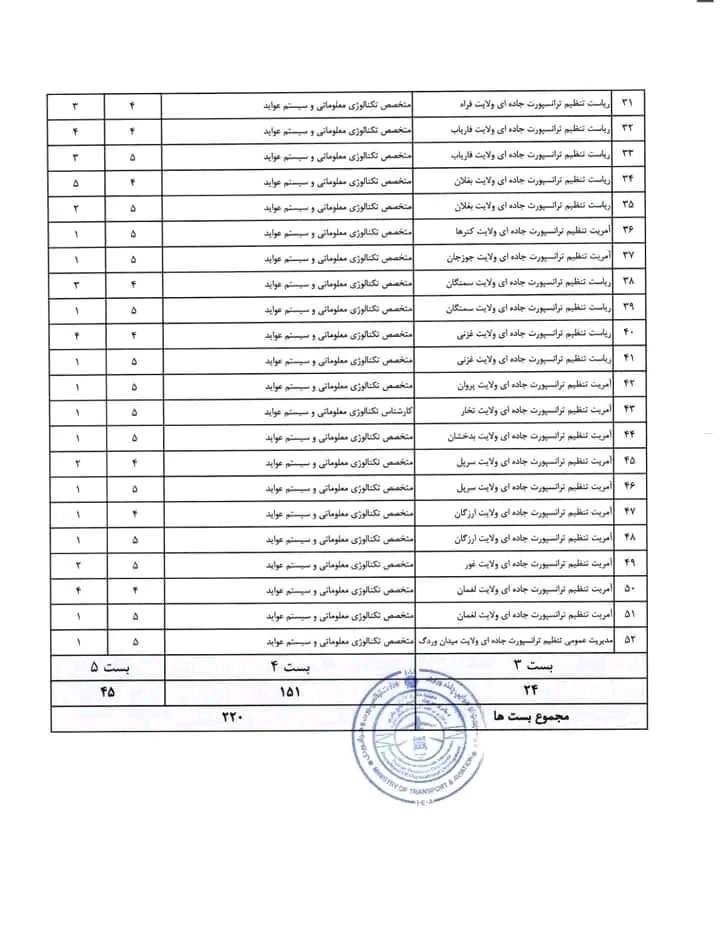 ۳۱ ریاست تنظیم ترانسپورت جاده ای ولایت فراه متخصص تکنالوژی معلوماتی و سیستم عواید ۴ ۳
۳۲ ریاست تنظیم ترانسپورت جاده ای ولایت فاریاب متخصص تکنالوژی معلوماتی و سیستم عواید ۴ ۴
۳۳ ریاست تنظیم ترانسپورت جاده ای ولایت فاریاب متخصص تکنالوژی معلوماتی و سیستم عواید ۵ ۳
۳۴ ریاست تنظیم ترانسپورت جاده ای ولایت بغلان متخصص تکنالوژی معلوماتی و سیستم عواید ۴ ۵
۳۵ ریاست تنظیم ترانسپورت جاده ای ولایت بغلان متخصص تکنالوژی معلوماتی و سیستم عواید ۵ ۲
۳۶ آمریت تنظیم ترانسپورت جاده ای ولایت کنرها متخصص تکنالوژی معلوماتی و سیستم عواید ۵ ۱
۳۷ آمریت تنظیم ترانسپورت جاده ای ولایت جوزجان متخصص تکنالوژی معلوماتی و سیستم عواید ۵ ۱
۳۸ ریاست تنظیم ترانسپورت جاده ای ولایت سمنگان متخصص تکنالوژی معلوماتی و سیستم عواید ۴ ۳
۳۹ ریاست تنظیم ترانسپورت جاده ای ولایت سمنگان متخصص تکنالوژی معلوماتی و سیستم عواید ۵ ۱
۴۰ ریاست تنظیم ترانسپورت جاده ای ولایت غزنی متخصص تکنالوژی معلوماتی و سیستم عواید ۴ ۴
۴۱ ریاست تنظیم ترانسپورت جاده ای ولایت غزنی متخصص تکنالوژی معلوماتی و سیستم عواید ۵ ۱
۴۲ آمریت تنظیم ترانسپورت جاده ای ولایت پروان متخصص تکنالوژی معلوماتی و سیستم عواید ۵ ۱
۴۳ آمریت تنظیم ترانسپورت جاده ای ولایت تخار کارشناس تکنالوژی معلوماتی و سیستم عواید ۵ ۱
۴۴ آمریت تنظیم ترانسپورت جاده ای ولایت بدخشان متخصص تکنالوژی معلوماتی و سیستم عواید ۵ ۱
۴۵ آمریت تنظیم ترانسپورت جاده ای ولایت سرپل متخصص تکنالوژی معلوماتی و سیستم عواید ۴ ۲
۴۶ آمریت تنظیم ترانسپورت جاده ای ولایت سرپل متخصص تکنالوژی معلوماتی و سیستم عواید ۵ ۱
۴۷ آمریت تنظیم ترانسپورت جاده ای ولایت ارزگان متخصص تکنالوژی معلوماتی و سیستم عواید ۴ ۱
۴۸ آمریت تنظیم ترانسپورت جاده ای ولایت ارزگان متخصص تکنالوژی معلوماتی و سیستم عواید ۵ ۱
۴۹ آمریت تنظیم ترانسپورت جاده ای ولایت غور متخصص تکنالوژی معلوماتی و سیستم عواید ۵ ۲
۵۰ آمریت تنظیم ترانسپورت جاده ای ولایت لغمان متخصص تکنالوژی معلوماتی و سیستم عواید ۴ ۴
۵۱ آمریت تنظیم ترانسپورت جاده ای ولایت لغمان متخصص تکنالوژی معلوماتی و سیستم عواید ۵ ۱
۵۲ مدیریت عمومی تنظیم ترانسپورت جاده ای ولایت میدان وردگ متخصص تکنالوژی معلوماتی و سیستم عواید ۵ ۱
بست ۳ بست ۴ بست ۵
۲۴ ۱۵۱ ۴۵
مجموع بست ها ۲۲۰
MINISTRY OF TRANSPORT & AVIATION
I-E-A